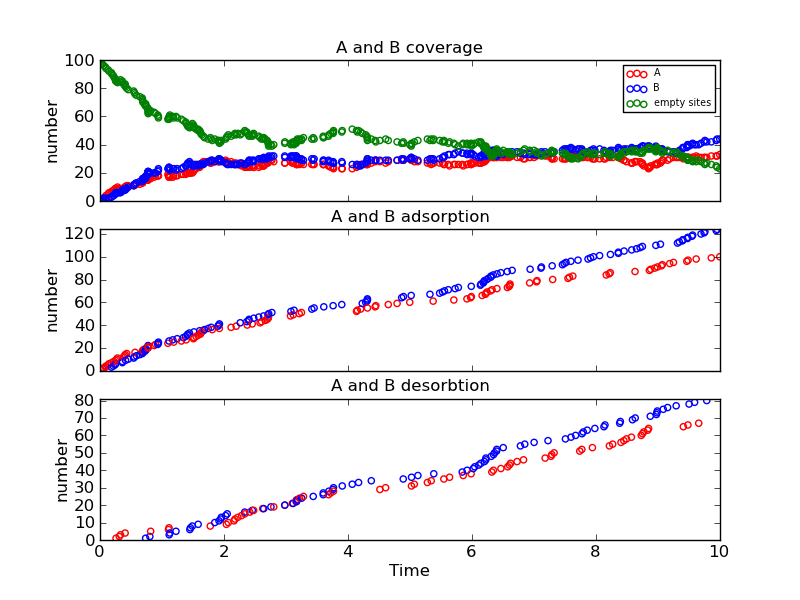 A and B coverage
100
80
60
40
20
0
number
A
B
empty sites
A and B adsorption
120
100
80
60
40
20
0
number
A and B desorbtion
80
70
60
50
40
30
20
10
0
number
0 2 4 6 8 10
Time